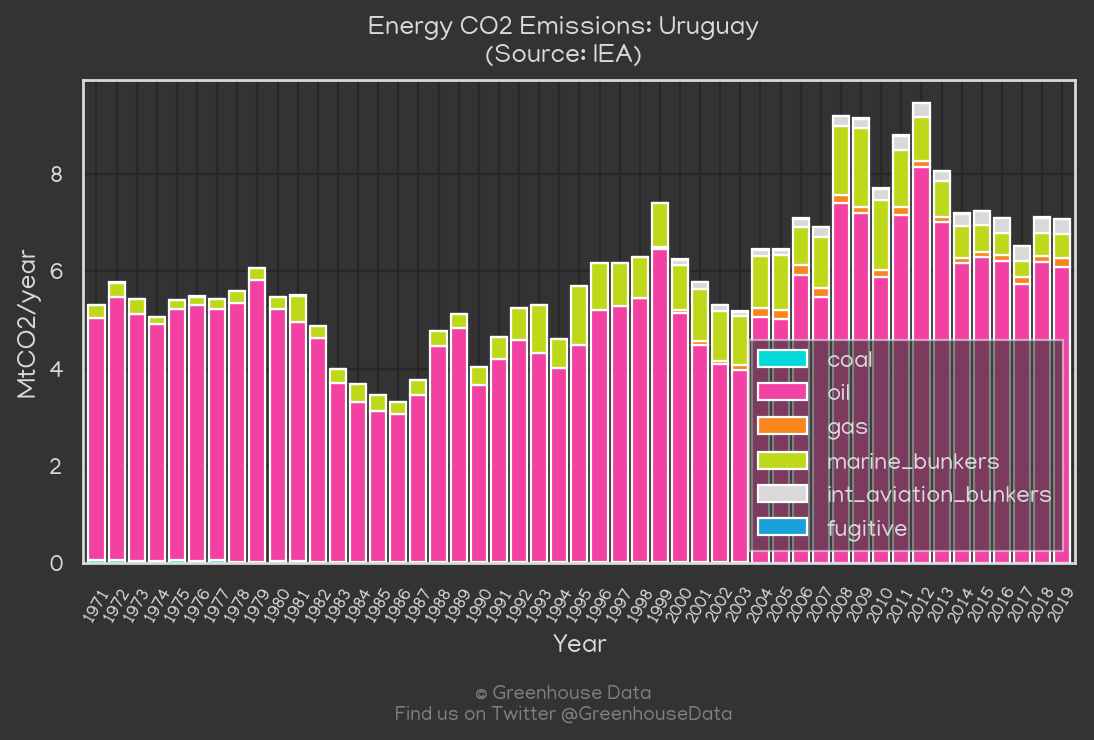 Energy CO2 Emissions: Uruguay
(Source: IEA)
MtCO2/year
8
6
4
2
0
coal
oil
gas
marine_bunkers
int_aviation_bunkers
fugitive
1971 1972 1973 1974 1975 1976 1977 1978 1979 1980 1981 1982 1983 1984 1985 1986 1987 1988 1989 1990 1991 1992 1993 1994 1995 1996 1997 1998 1999 2000 2001 2002 2003 2004 2005 2006 2007 2008 2009 2010 2011 2012 2013 2014 2015 2016 2017 2018 2019
Year
© Greenhouse Data
Find us on Twitter @GreenhouseData